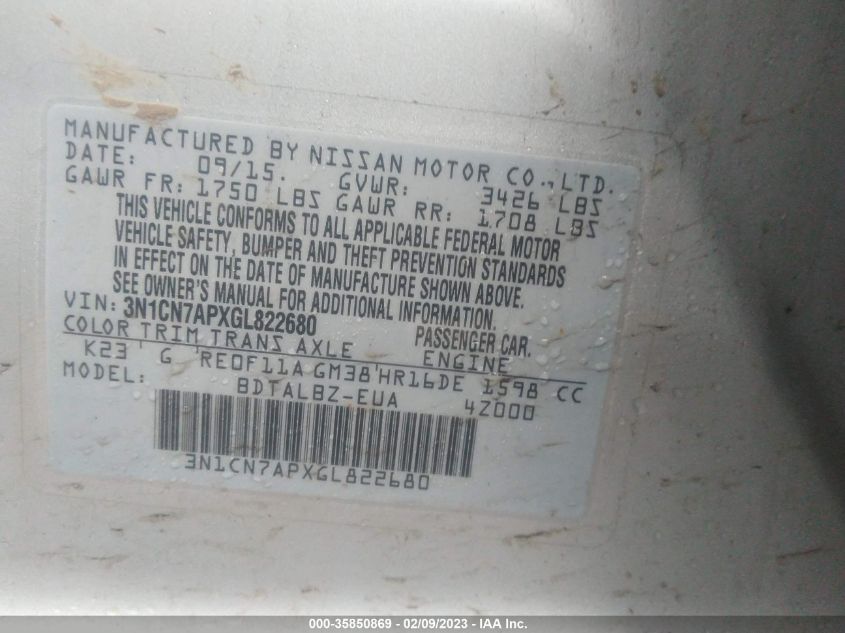 MANUFACTURED BY NISSAN MOTOR CO., LTD.
DATE: 09/15. GVWR: 3426 LBS
GAWR FR: 1750 LBS GAWR RR: 1708 LBS
THIS VEHICLE CONFORMS TO ALL APPLICABLE FEDERAL MOTOR
VEHICLE SAFETY, BUMPER AND THEFT PREVENTION STANDARDS
IN EFFECT ON THE DATE OF MANUFACTURE SHOWN ABOVE.
SEE OWNER'S MANUAL FOR ADDITIONAL INFORMATION.
VIN: 3N1CN7APXGL822680 PASSENGER CAR.
COLOR TRIM TRANS AXLE ENGINE
K23 G RE0F11A GM38 HR16DE 1598 CC
MODEL: BDTALBZ-EUA 4Z000
3N1CN7APXGL822680
000-35850869 - 02/09/2023 - IAA Inc.